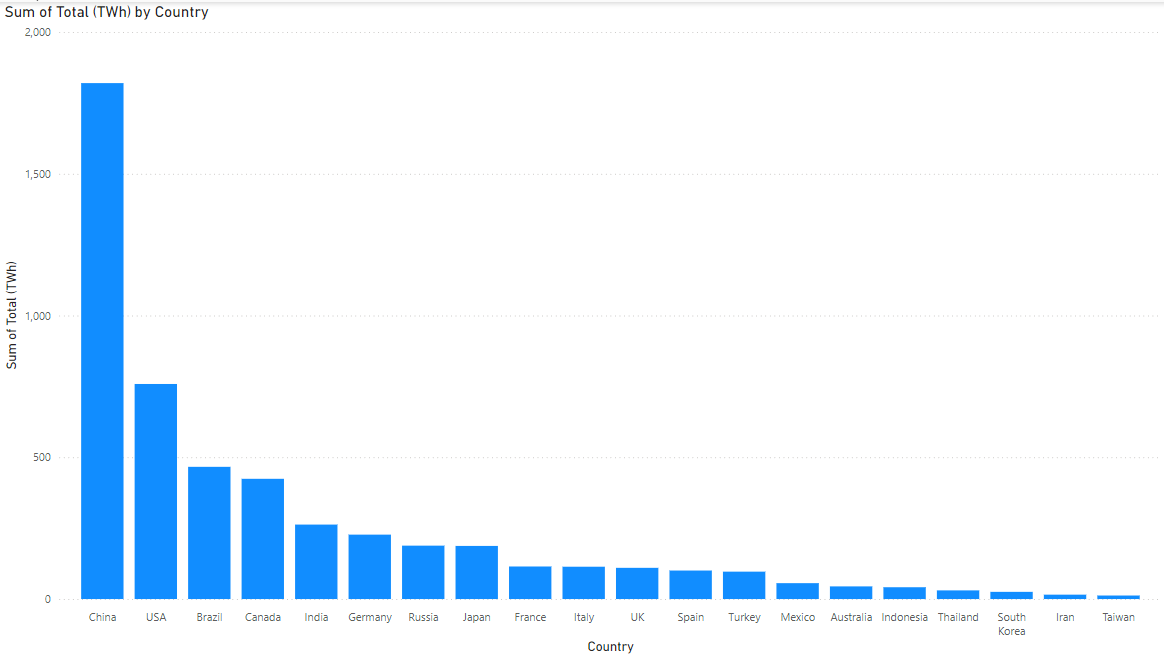 Sum of Total (TWh) by Country
2,000
1,500
1,000
500
0
Sum of Total (TWh)
China USA Brazil Canada India Germany Russia Japan France Italy UK Spain Turkey Mexico Australia Indonesia Thailand South Korea Iran Taiwan
Country